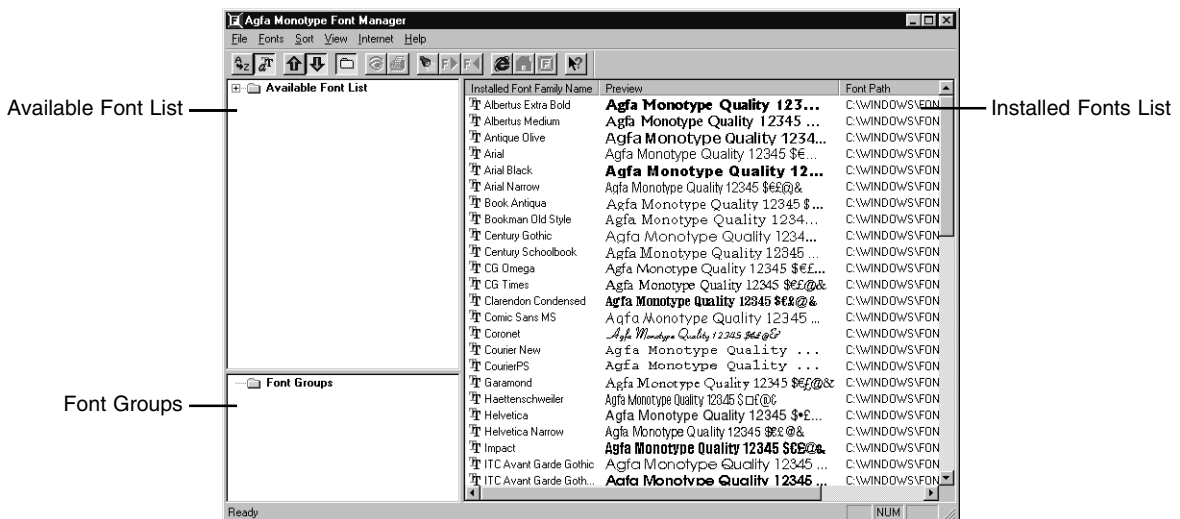 Agfa Monotype Font Manager
File Fonts Sort View Internet Help
Available Font List
Available Font List
Installed Font Family Name Preview Font Path
Installed Fonts List
Albertus Extra Bold Agfa Monotype Quality 123... C:\WINDOWS\FON
Albertus Medium Agfa Monotype Quality 12345 ... C:\WINDOWS\FON
Antique Olive Agfa Monotype Quality 1234... C:\WINDOWS\FON
Arial Agfa Monotype Quality 12345 $€... C:\WINDOWS\FON
Arial Black Agfa Monotype Quality 12... C:\WINDOWS\FON
Arial Narrow Agfa Monotype Quality 12345 $€£@& C:\WINDOWS\FON
Book Antiqua Agfa Monotype Quality 12345 $... C:\WINDOWS\FON
Bookman Old Style Agfa Monotype Quality 1234... C:\WINDOWS\FON
Century Gothic Agfa Monotype Quality 1234... C:\WINDOWS\FON
Century Schoolbook Agfa Monotype Quality 12345 ... C:\WINDOWS\FON
CG Omega Agfa Monotype Quality 12345 $€£... C:\WINDOWS\FON
CG Times Agfa Monotype Quality 12345 $€£@& C:\WINDOWS\FON
Clarendon Condensed Agfa Monotype Quality 12345 $€£@& C:\WINDOWS\FON
Comic Sans MS Agfa Monotype Quality 12345 ... C:\WINDOWS\FON
Coronet Agfa Monotype Quality 12345 $€£@& C:\WINDOWS\FON
Courier New Agfa Monotype Quality ... C:\WINDOWS\FON
CourierPS Agfa Monotype Quality ... C:\WINDOWS\FON
Font Groups
Font Groups
Garamond Agfa Monotype Quality 12345 $€£@& C:\WINDOWS\FON
Haettenschweiler Agfa Monotype Quality 12345 $□£@& C:\WINDOWS\FON
Helvetica Agfa Monotype Quality 12345 $•£... C:\WINDOWS\FON
Helvetica Narrow Agfa Monotype Quality 12345 $€£@& C:\WINDOWS\FON
Impact Agfa Monotype Quality 12345 $€£@& C:\WINDOWS\FON
ITC Avant Garde Gothic Agfa Monotype Quality 12345 ... C:\WINDOWS\FON
ITC Avant Garde Goth... Agfa Monotype Quality 12345 ... C:\WINDOWS\FON
Ready NUM